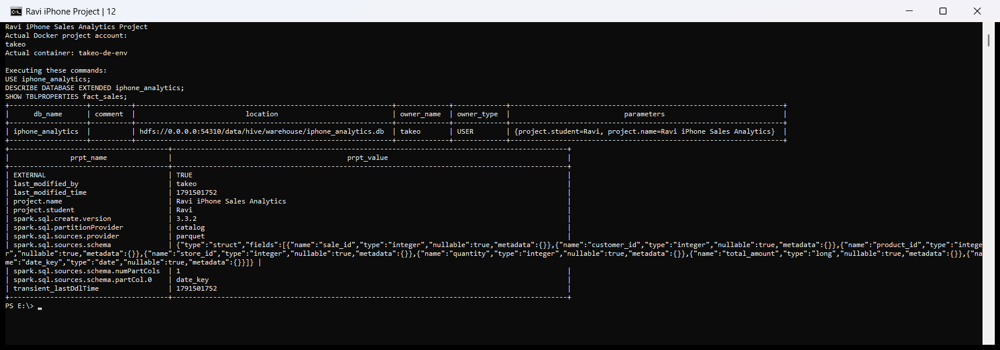 Ravi iPhone Project | 12
Ravi iPhone Sales Analytics Project
Actual Docker project account:
takeo
Actual container: takeo-de-env
Executing these commands:
USE iphone_analytics;
DESCRIBE DATABASE EXTENDED iphone_analytics;
SHOW TBLPROPERTIES fact_sales;
| db_name | comment | location | owner_name | owner_type | parameters |
| iphone_analytics | | hdfs://0.0.0.0:54310/data/hive/warehouse/iphone_analytics.db | takeo | USER | {project.student=Ravi, project.name=Ravi iPhone Sales Analytics} |
| prpt_name | prpt_value |
| EXTERNAL | TRUE |
| last_modified_by | takeo |
| last_modified_time | 1791501752 |
| project.name | Ravi iPhone Sales Analytics |
| project.student | Ravi |
| spark.sql.create.version | 3.3.2 |
| spark.sql.partitionProvider | catalog |
| spark.sql.sources.provider | parquet |
| spark.sql.sources.schema | {"type":"struct","fields":[{"name":"sale_id","type":"integer","nullable":true,"metadata":{}},{"name":"customer_id","type":"integer","nullable":true,"metadata":{}},{"name":"product_id","type":"intege
r","nullable":true,"metadata":{}},{"name":"store_id","type":"integer","nullable":true,"metadata":{}},{"name":"quantity","type":"integer","nullable":true,"metadata":{}},{"name":"total_amount","type":"long","nullable":true,"metadata":{}},{"na
me":"date_key","type":"date","nullable":true,"metadata":{}}]} |
| spark.sql.sources.schema.numPartCols | 1 |
| spark.sql.sources.schema.partCol.0 | date_key |
| transient_lastDdlTime | 1791501752 |
PS E:\>